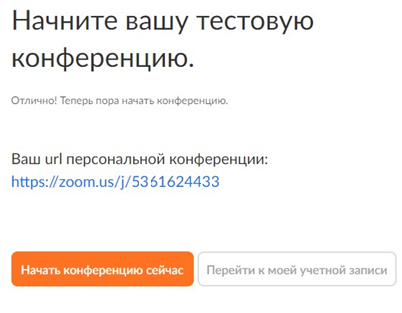 Начните вашу тестовую
конференцию.
Отлично! Теперь пора начать конференцию.
Ваш url персональной конференции:
https://zoom.us/j/5361624433
Начать конференцию сейчас
Перейти к моей учетной записи